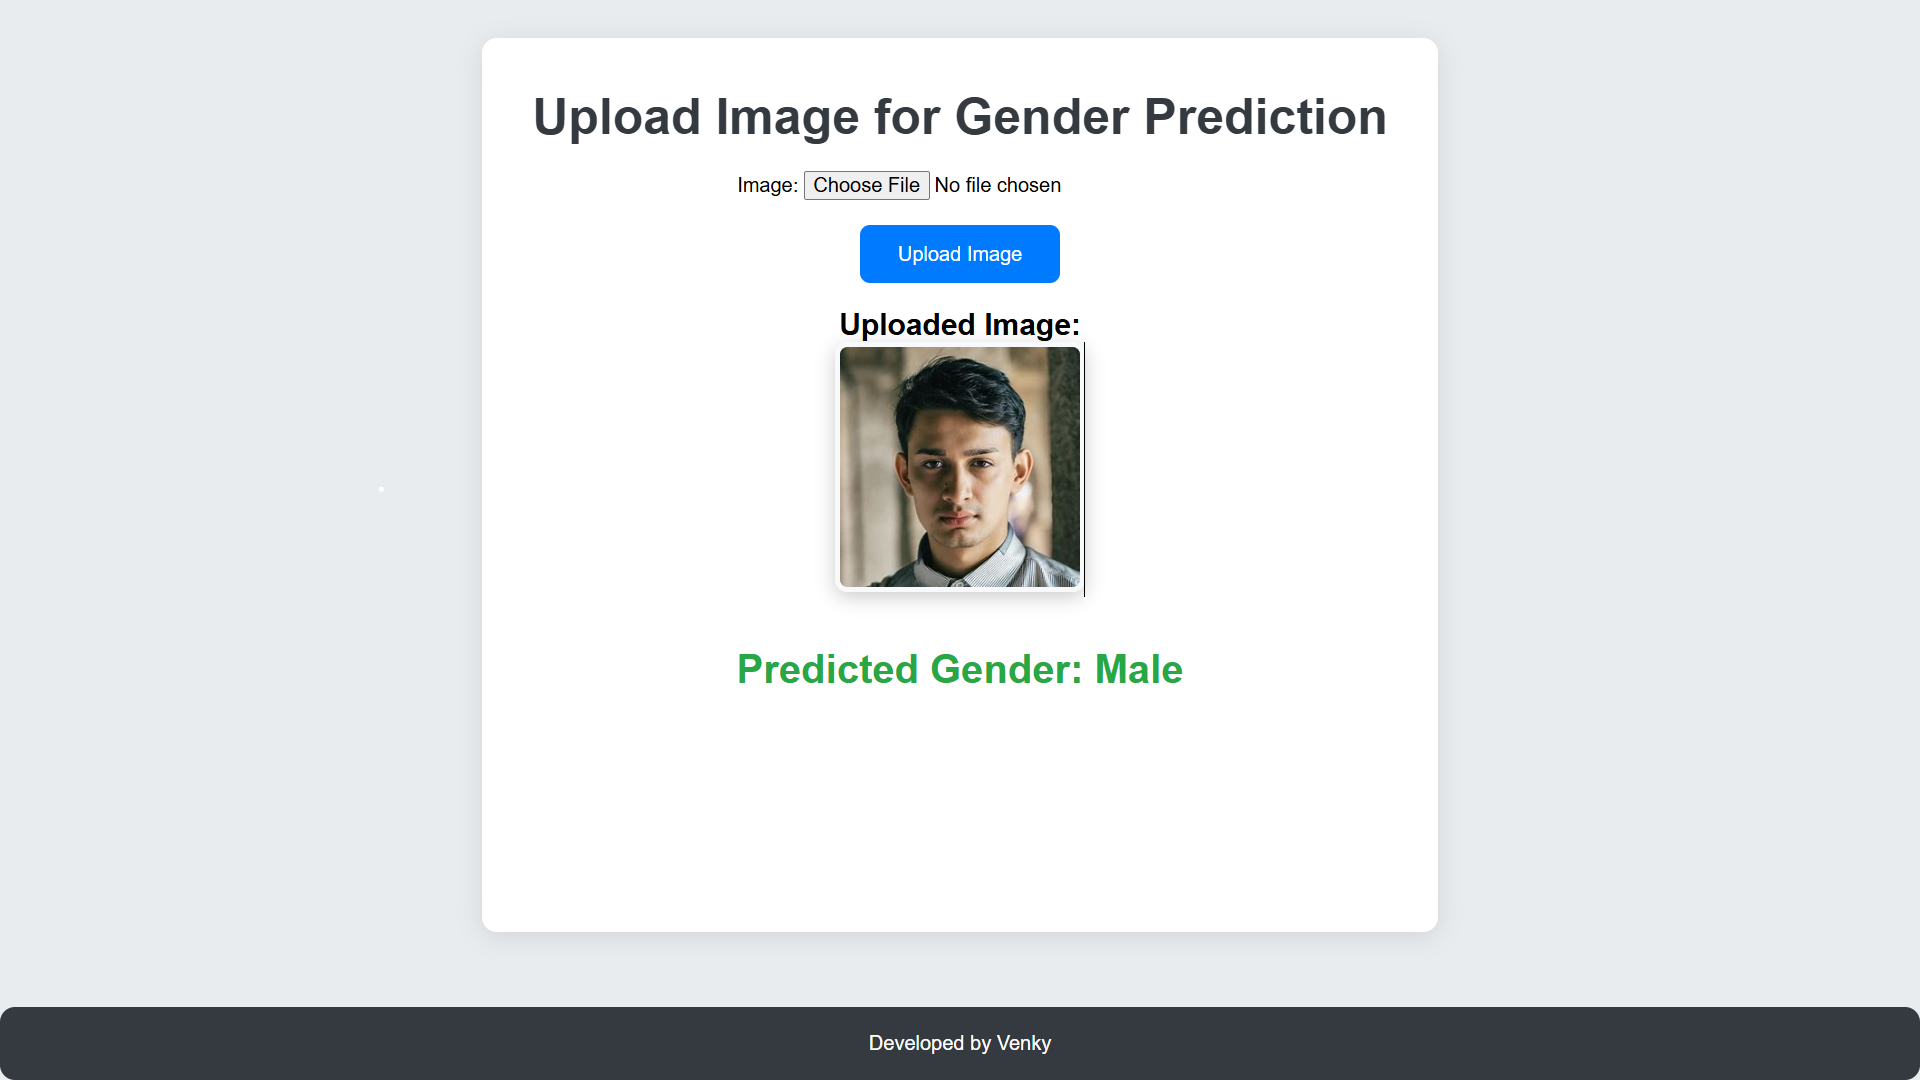 Upload Image for Gender Prediction
Image: Choose File No file chosen
Upload Image
Uploaded Image:
Predicted Gender: Male
Developed by Venky